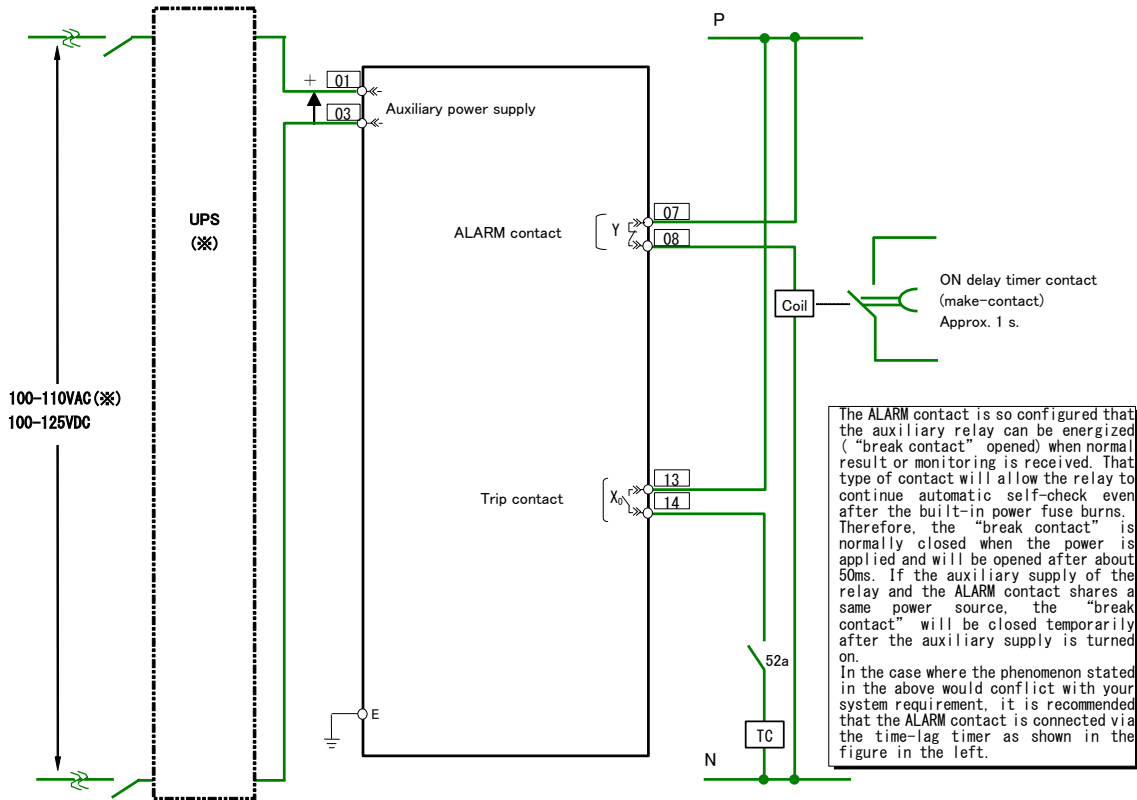 P
+
01
03
Auxiliary power supply
UPS
(※)
ALARM contact
Y
07
08
Coil
ON delay timer contact
(make-contact)
Approx. 1 s.
100-110VAC(※)
100-125VDC
Trip contact
X₀
13
14
52a
TC
E
N
The ALARM contact is so configured that
the auxiliary relay can be energized
( “break contact” opened) when normal
result or monitoring is received. That
type of contact will allow the relay to
continue automatic self-check even
after the built-in power fuse burns.
Therefore, the “break contact” is
normally closed when the power is
applied and will be opened after about
50ms. If the auxiliary supply of the
relay and the ALARM contact shares a
same power source, the “break
contact” will be closed temporarily
after the auxiliary supply is turned
on.
In the case where the phenomenon stated
in the above would conflict with your
system requirement, it is recommended
that the ALARM contact is connected via
the time-lag timer as shown in the
figure in the left.